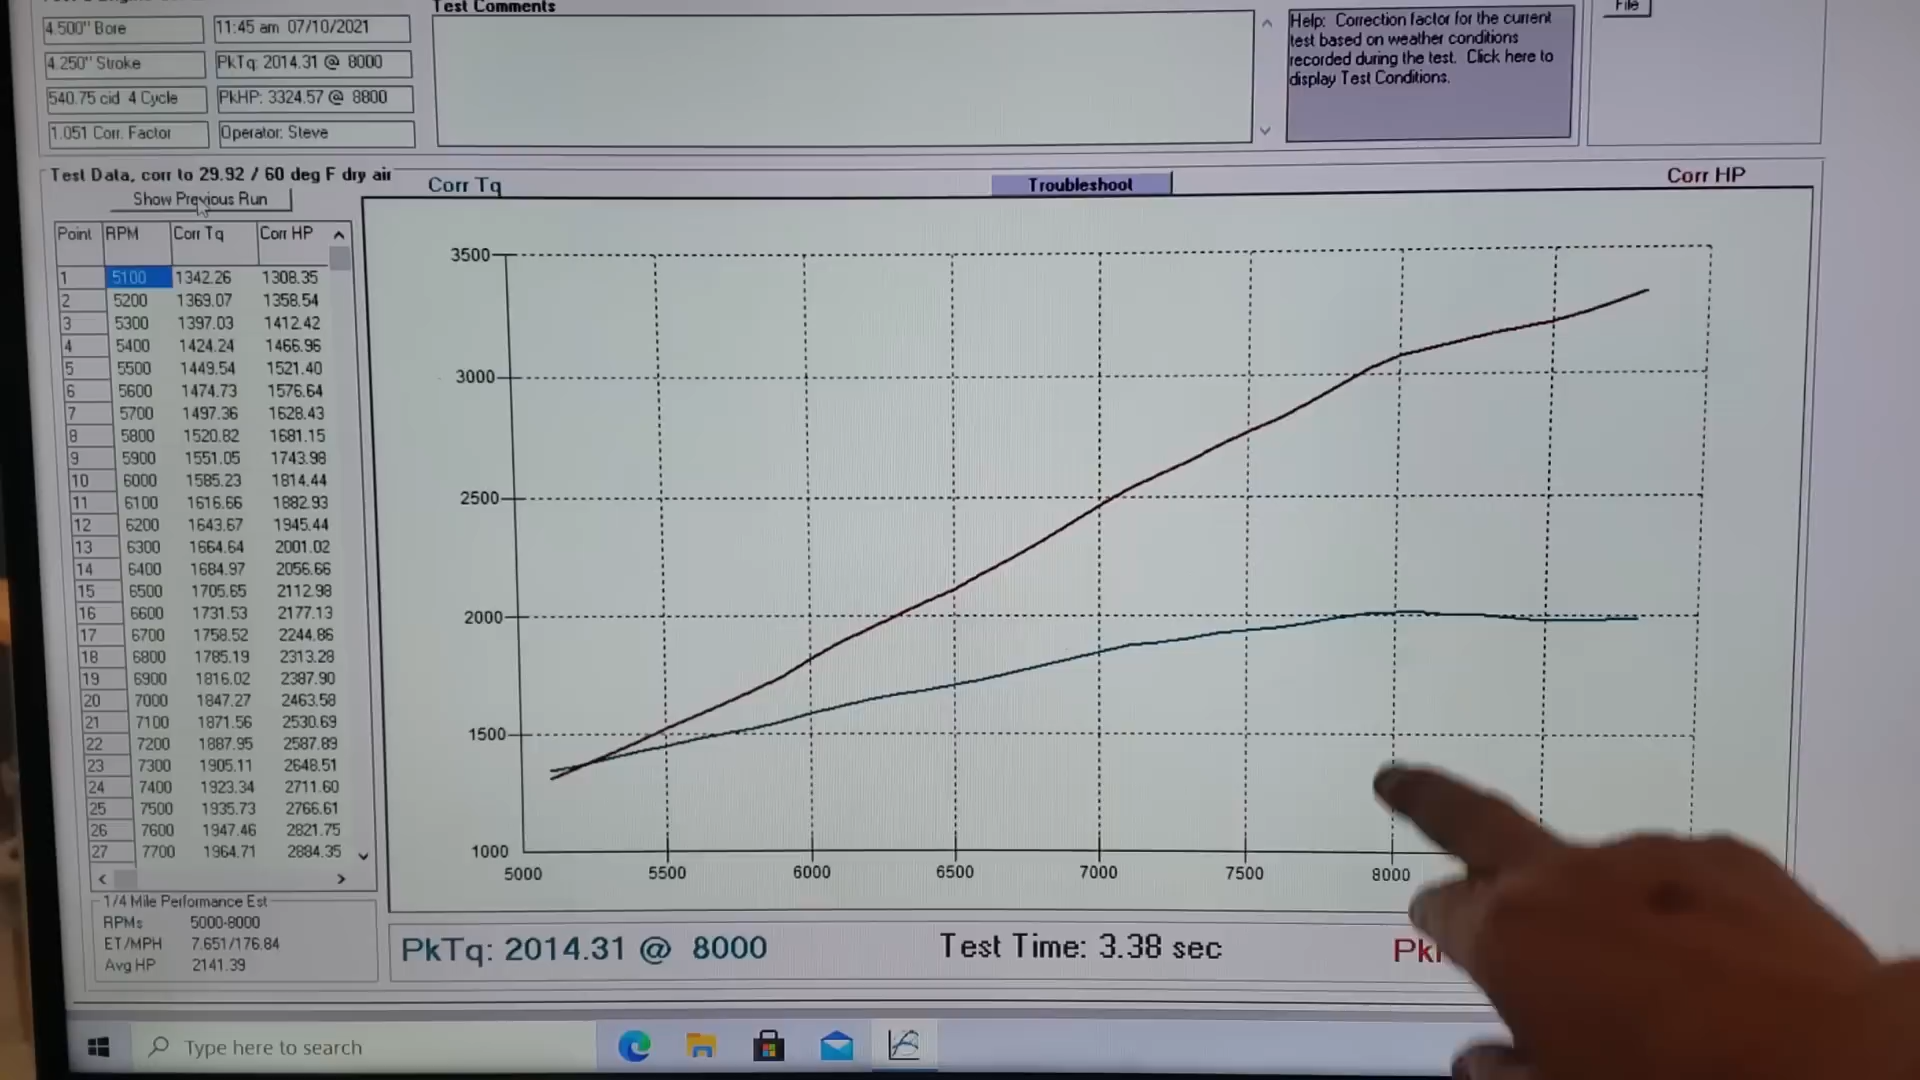 Test Comments
File
4.500" Bore
11:45 am 07/10/2021
4.250" Stroke
PkTq: 2014.31 @ 8000
540.75 cid 4 Cycle
PkHP: 3324.57 @ 8800
1.051 Corr. Factor
Operator: Steve
Help: Correction factor for the current
test based on weather conditions
recorded during the test. Click here to
display Test Conditions.
Test Data, corr to 29.92 / 60 deg F dry air
Show Previous Run
Corr Tq
Troubleshoot
Corr HP
Point RPM Corr Tq Corr HP
1 5100 1342.26 1308.35
2 5200 1369.07 1358.54
3 5300 1397.03 1412.42
4 5400 1424.24 1466.96
5 5500 1449.54 1521.40
6 5600 1474.73 1576.64
7 5700 1497.36 1628.43
8 5800 1520.82 1681.15
9 5900 1551.05 1743.98
10 6000 1585.23 1814.44
11 6100 1616.66 1882.93
12 6200 1643.67 1945.44
13 6300 1664.64 2001.02
14 6400 1684.97 2056.66
15 6500 1705.65 2112.98
16 6600 1731.53 2177.13
17 6700 1758.52 2244.86
18 6800 1785.19 2313.28
19 6900 1816.02 2387.90
20 7000 1847.27 2463.58
21 7100 1871.56 2530.69
22 7200 1887.95 2587.89
23 7300 1905.11 2648.51
24 7400 1923.34 2711.60
25 7500 1935.73 2766.61
26 7600 1947.46 2821.75
27 7700 1964.71 2884.35
3500
3000
2500
2000
1500
1000
5000 5500 6000 6500 7000 7500 8000
1/4 Mile Performance Est
RPMs 5000-8000
ET/MPH 7.651/176.84
Avg HP 2141.39
PkTq: 2014.31 @ 8000
Test Time: 3.38 sec
Type here to search